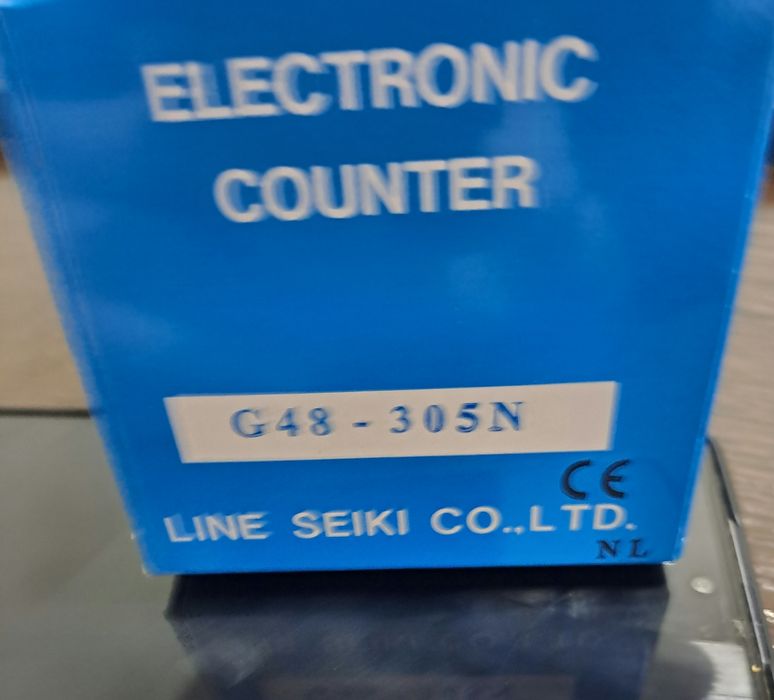 ELECTRONIC
COUNTER
G48-305N
CE
LINE SEIKI CO.,LTD.
NL